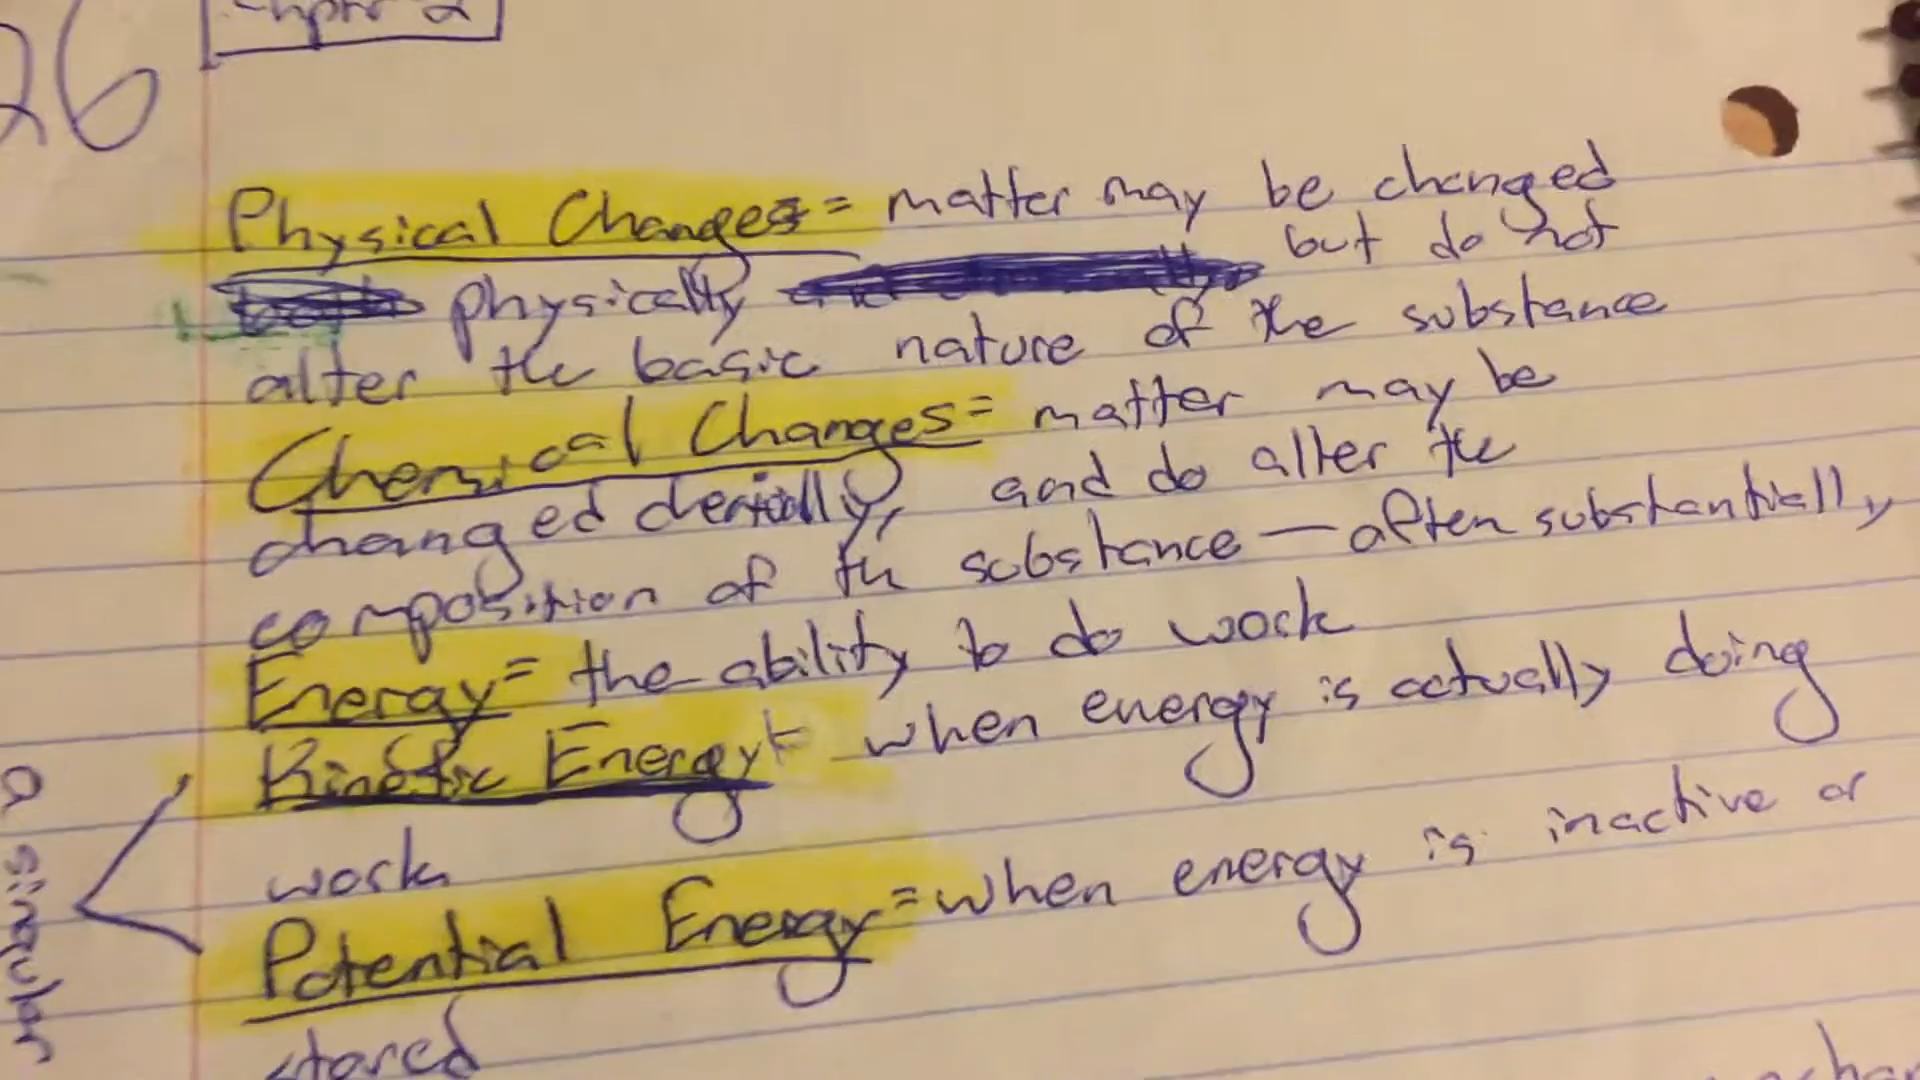 26
Physical Changes = matter may be changed
physically but do not
alter the basic nature of the substance
Chemical Changes = matter may be
changed chemically, and do alter the
composition of the substance — often substantially
Energy = the ability to do work
Kinetic Energy when energy is actually doing
work
Potential Energy = when energy is inactive or
stored
a singular